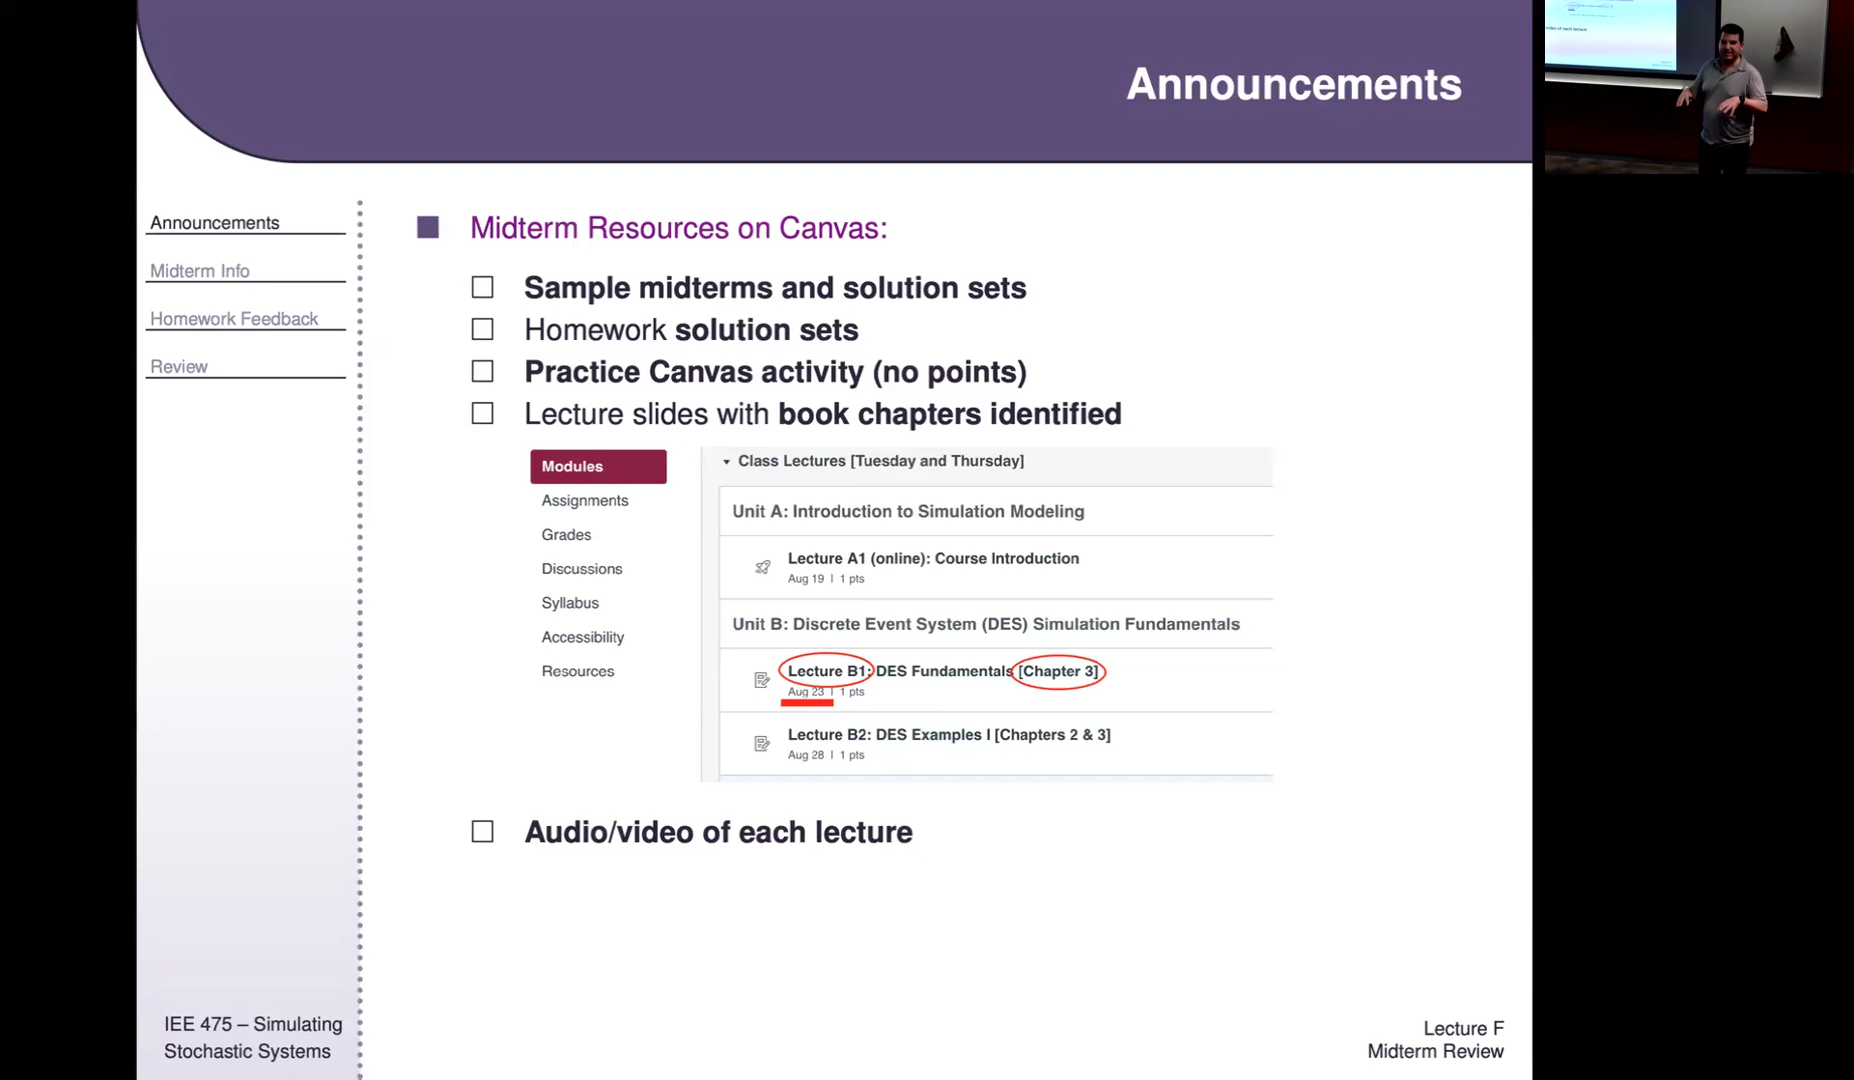 Announcements
Announcements
Midterm Info
Homework Feedback
Review
Midterm Resources on Canvas:
Sample midterms and solution sets
Homework solution sets
Practice Canvas activity (no points)
Lecture slides with book chapters identified
Modules
Assignments
Grades
Discussions
Syllabus
Accessibility
Resources
Class Lectures [Tuesday and Thursday]
Unit A: Introduction to Simulation Modeling
Lecture A1 (online): Course Introduction
Aug 19 | 1 pts
Unit B: Discrete Event System (DES) Simulation Fundamentals
Lecture B1: DES Fundamentals [Chapter 3]
Aug 23 | 1 pts
Lecture B2: DES Examples I [Chapters 2 & 3]
Aug 28 | 1 pts
Audio/video of each lecture
IEE 475 – Simulating
Stochastic Systems
Lecture F
Midterm Review